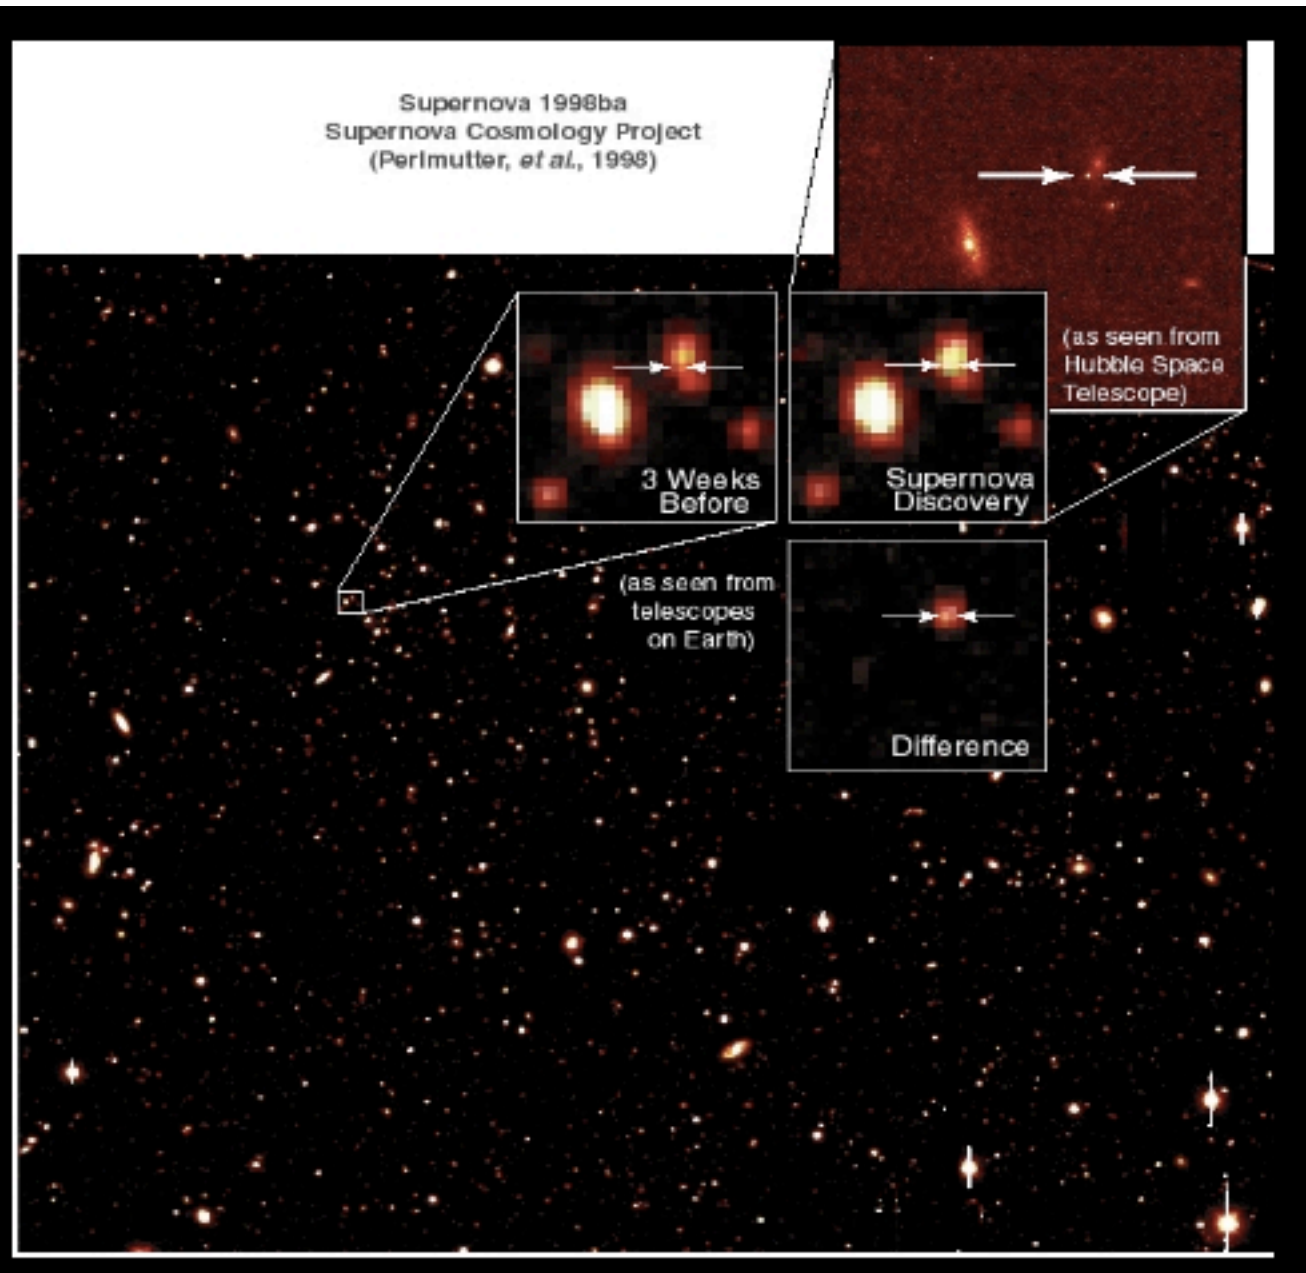 Supernova 1998ba
Supernova Cosmology Project
(Perlmutter, et al., 1998)
(as seen from
Hubble Space
Telescope)
3 Weeks
Before
Supernova
Discovery
(as seen from
telescopes
on Earth)
Difference